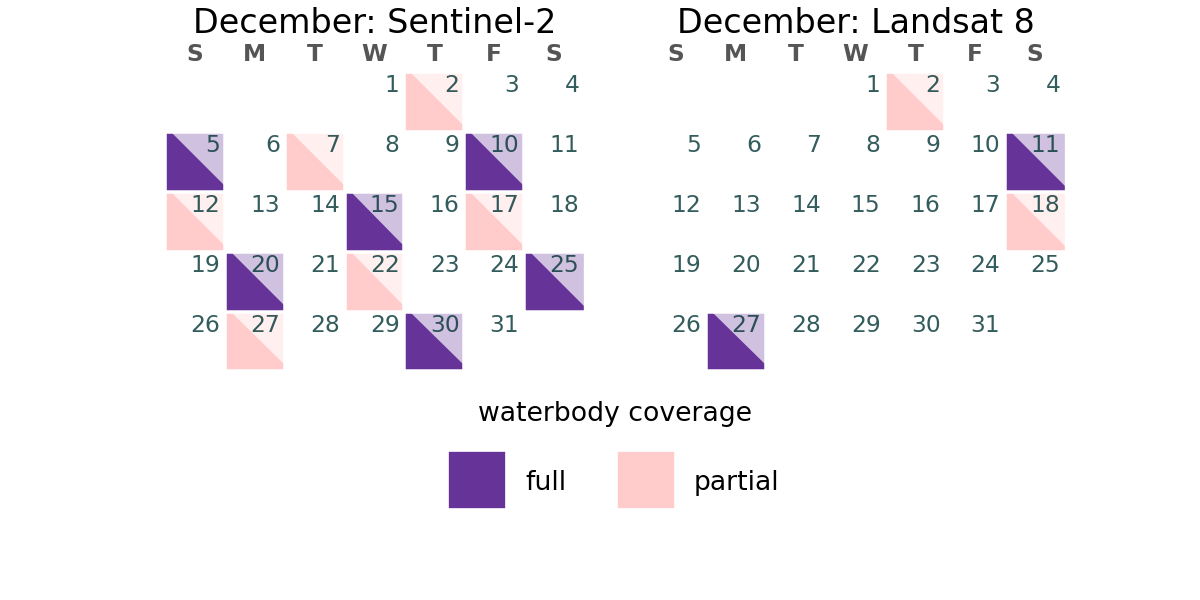 December: Sentinel-2
S M T W T F S
1 2 3 4
5 6 7 8 9 10 11
12 13 14 15 16 17 18
19 20 21 22 23 24 25
26 27 28 29 30 31
December: Landsat 8
S M T W T F S
1 2 3 4
5 6 7 8 9 10 11
12 13 14 15 16 17 18
19 20 21 22 23 24 25
26 27 28 29 30 31
waterbody coverage
full partial